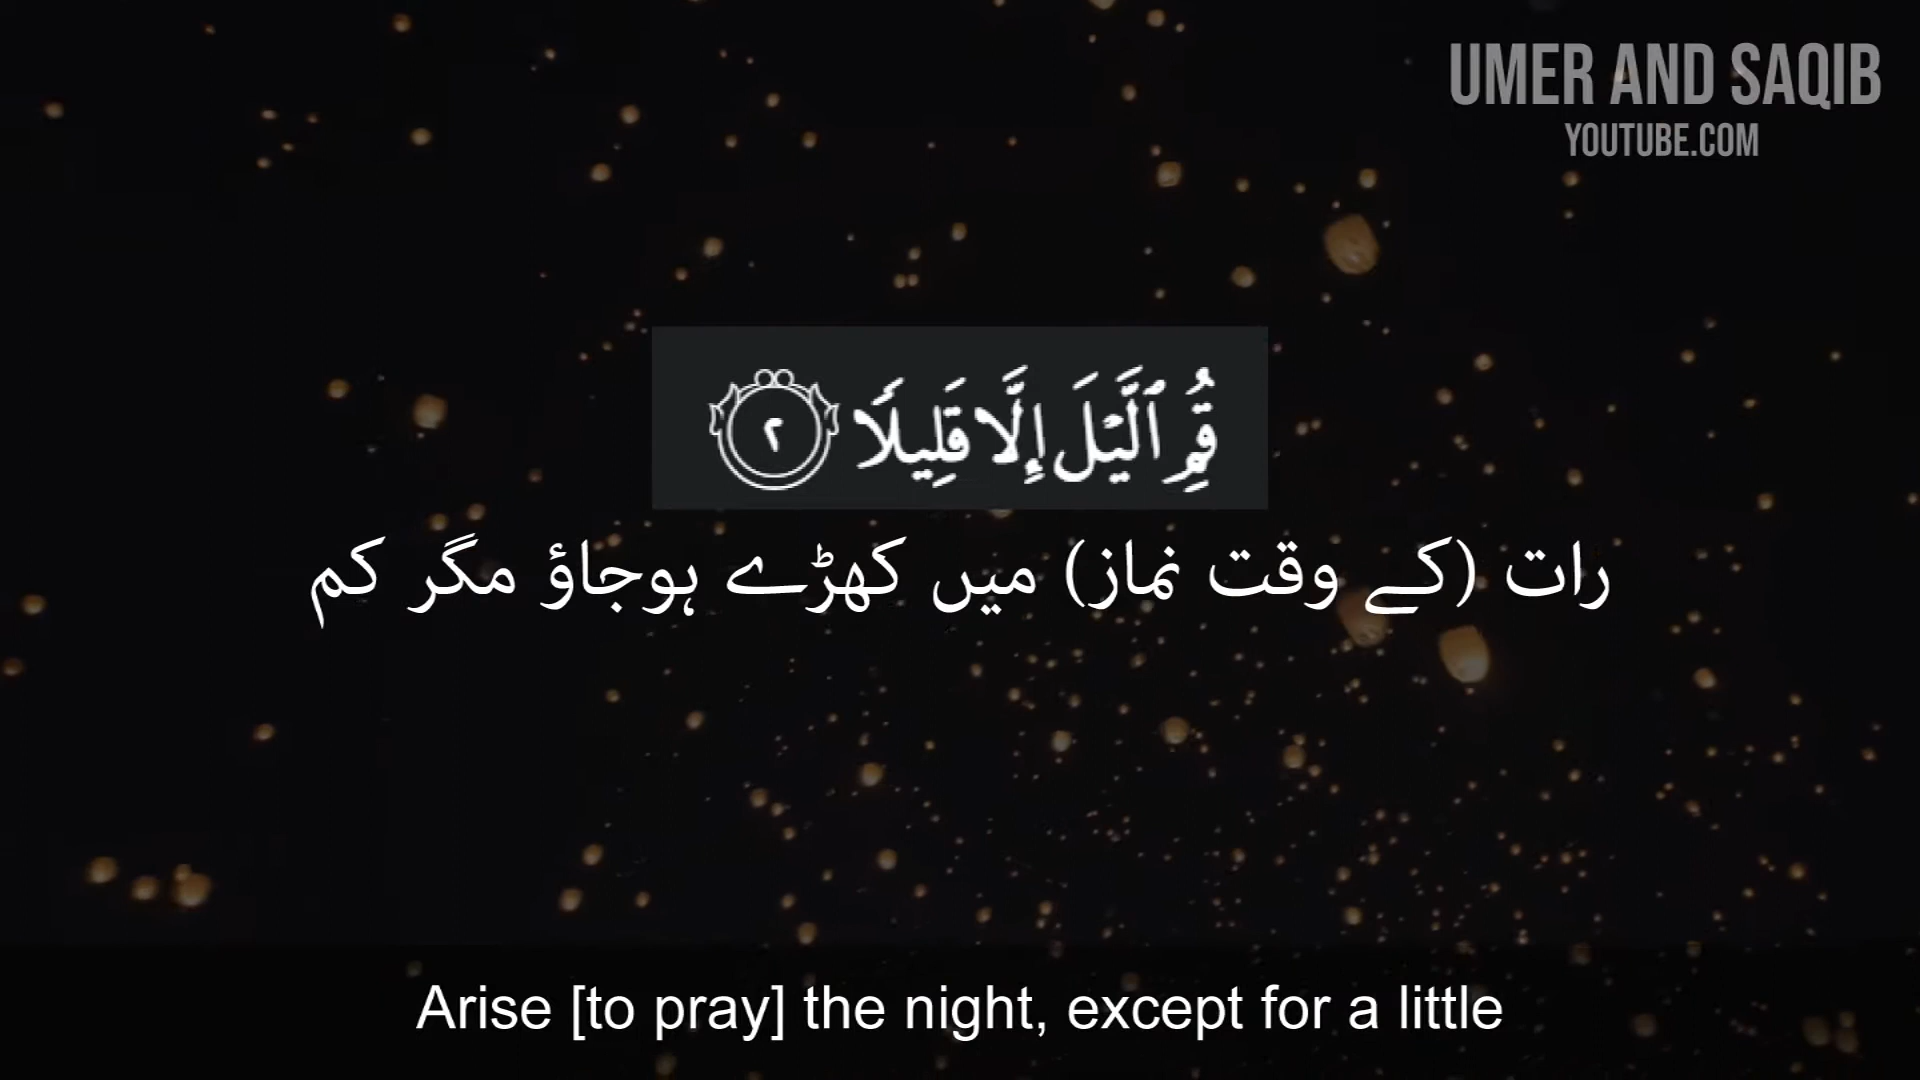 UMER AND SAQIB
YOUTUBE.COM
قُمِ ٱلَّيْلَ إِلَّا قَلِيلًا ٢
رات (کے وقت نماز) میں کھڑے ہوجاؤ مگر کم
Arise [to pray] the night, except for a little